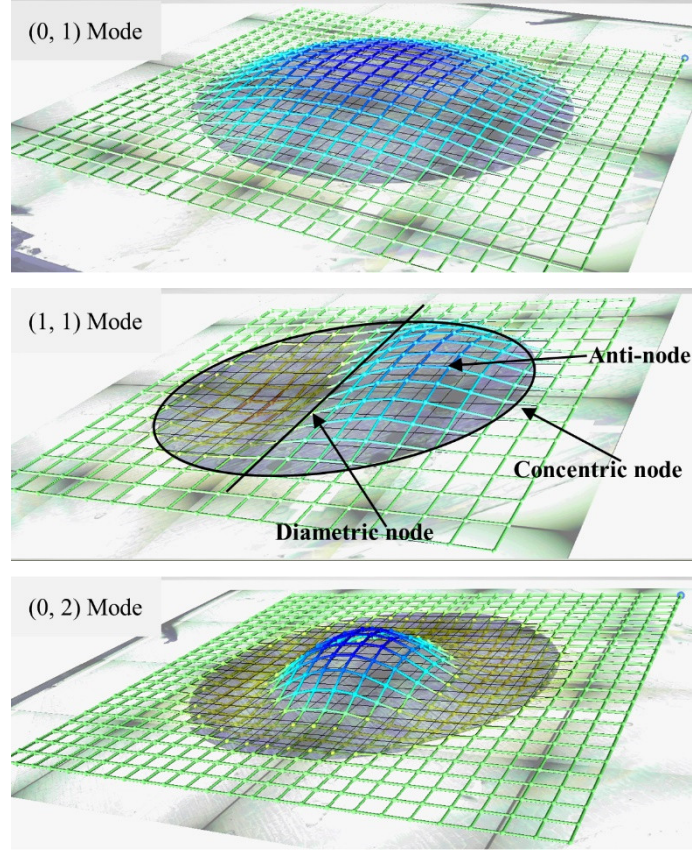 (0, 1) Mode
(1, 1) Mode
Anti-node
Concentric node
Diametric node
(0, 2) Mode